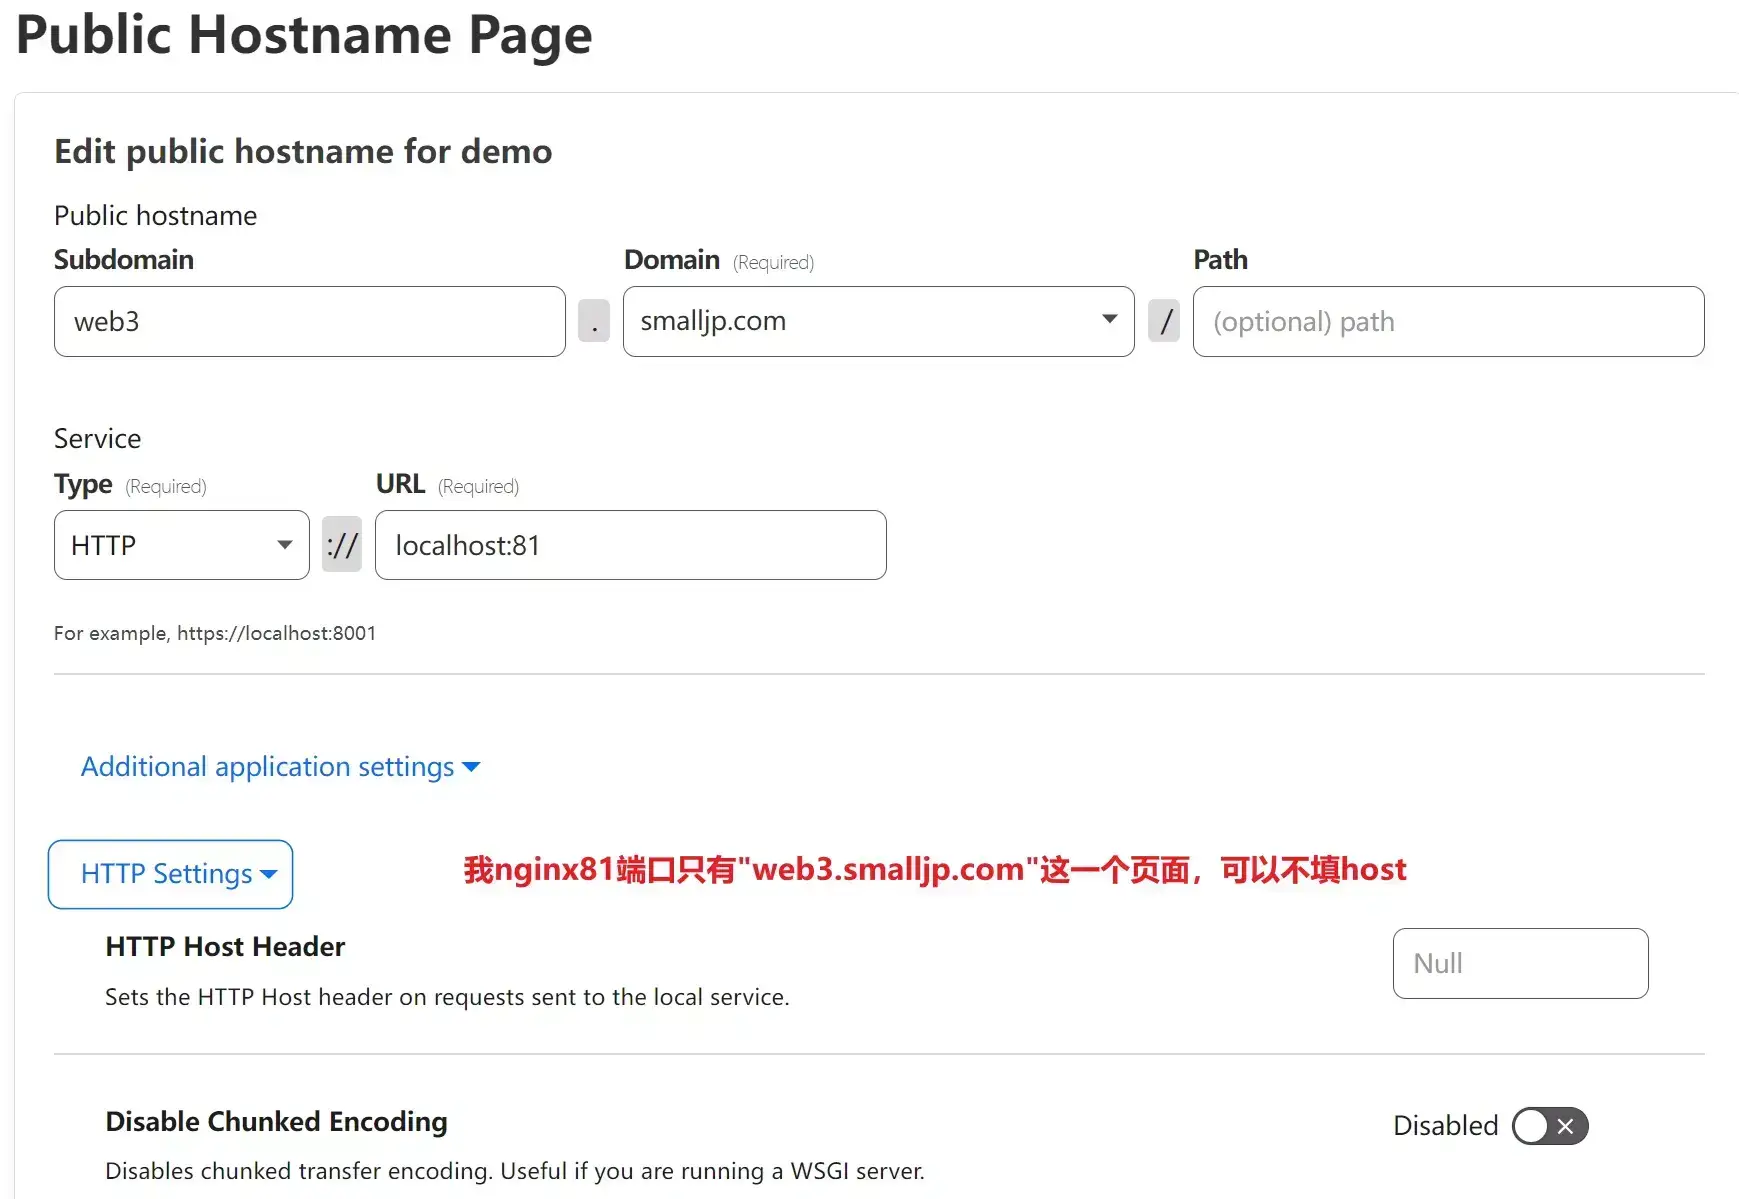 Public Hostname Page
Edit public hostname for demo
Public hostname
Subdomain
Domain (Required)
Path
web3
.
smalljp.com
/
(optional) path
Service
Type (Required)
URL (Required)
HTTP
://
localhost:81
For example, https://localhost:8001
Additional application settings
HTTP Settings
我nginx81端口只有"web3.smalljp.com"这一个页面，可以不填host
HTTP Host Header
Null
Sets the HTTP Host header on requests sent to the local service.
Disable Chunked Encoding
Disabled
Disables chunked transfer encoding. Useful if you are running a WSGI server.